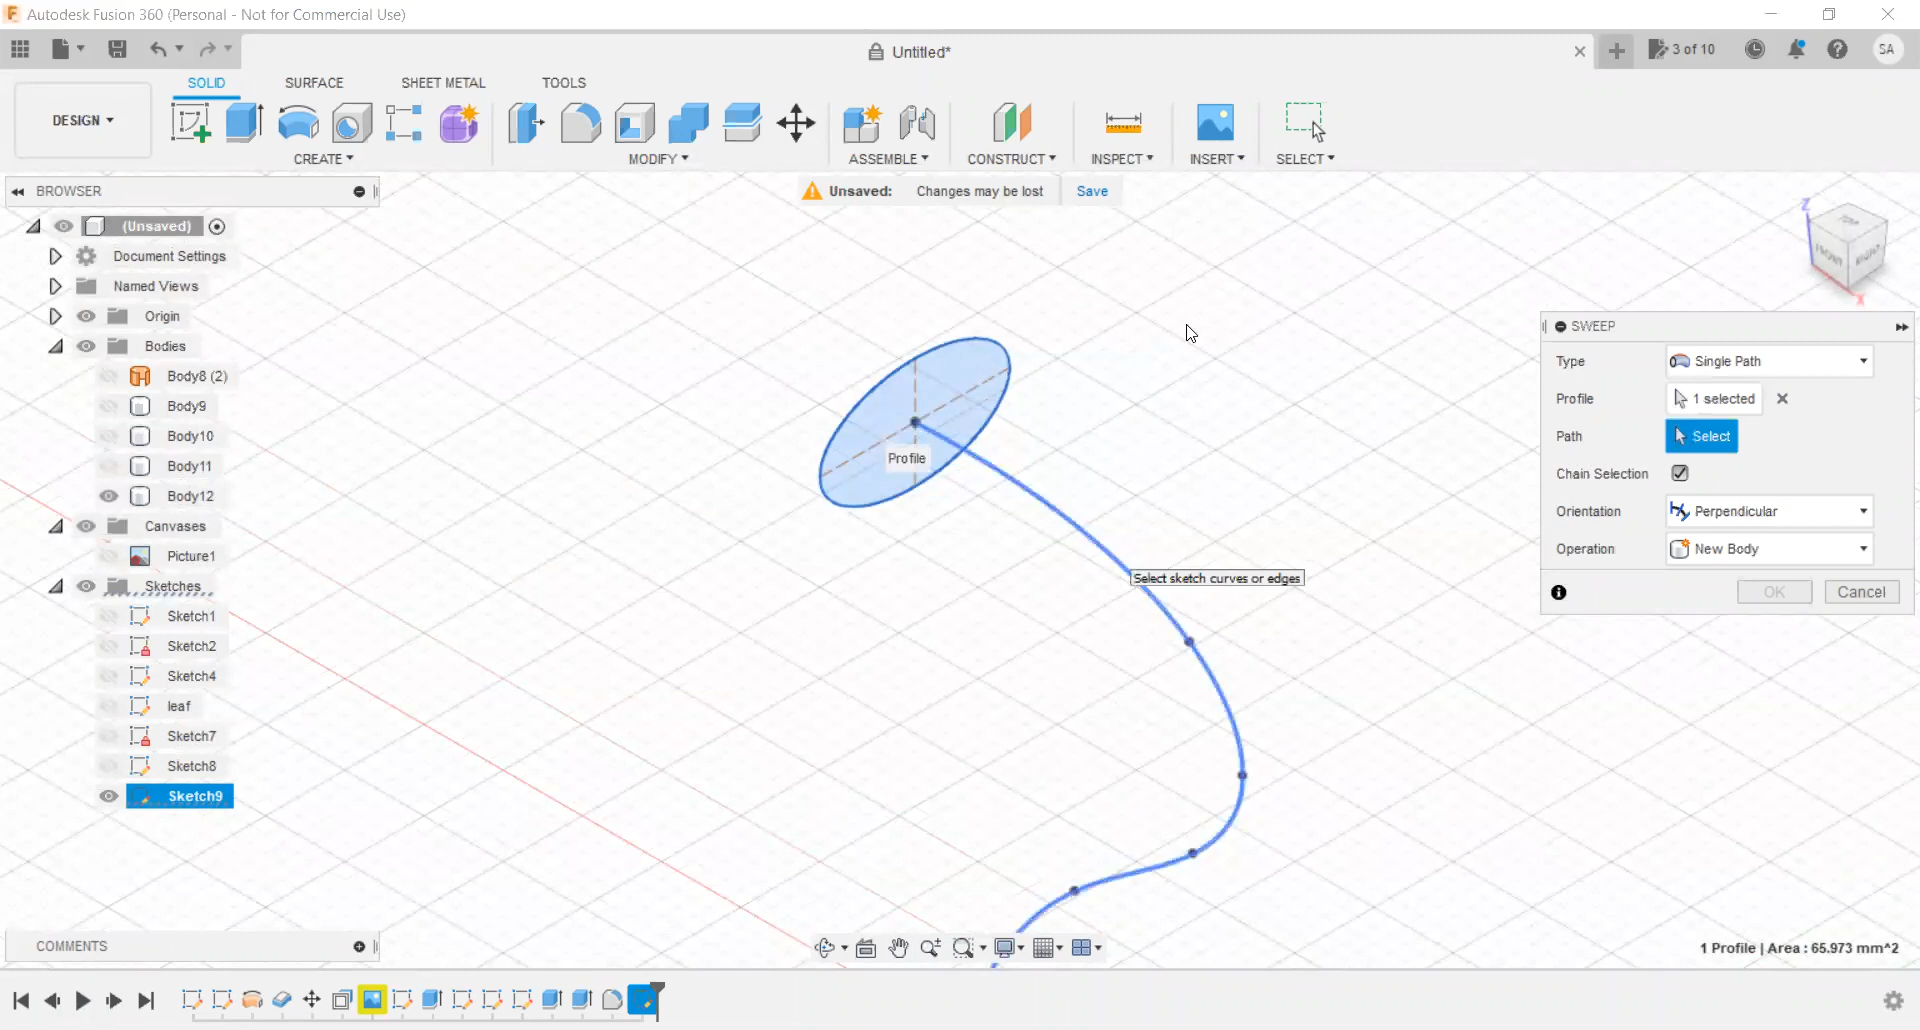 Autodesk Fusion 360 (Personal - Not for Commercial Use)
Untitled*
3 of 10
SA
DESIGN
SOLID
SURFACE
SHEET METAL
TOOLS
CREATE
MODIFY
ASSEMBLE
CONSTRUCT
INSPECT
INSERT
SELECT
BROWSER
Unsaved:
Changes may be lost
Save
(Unsaved)
Document Settings
Named Views
Origin
Bodies
Body8 (2)
Body9
Body10
Body11
Body12
Canvases
Picture1
Sketches
Sketch1
Sketch2
Sketch4
leaf
Sketch7
Sketch8
Sketch9
Profile
Select sketch curves or edges
Z
TOP
FRONT
RIGHT
X
SWEEP
Type
Single Path
Profile
1 selected
Path
Select
Chain Selection
Orientation
Perpendicular
Operation
New Body
OK
Cancel
COMMENTS
1 Profile | Area : 65.973 mm^2